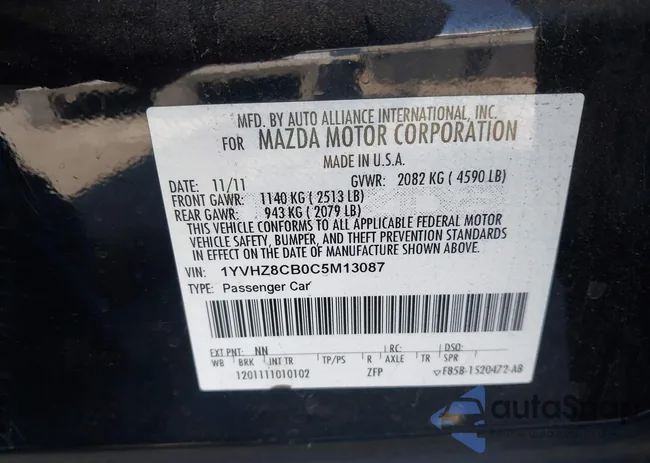 MFD. BY AUTO ALLIANCE INTERNATIONAL, INC.
FOR MAZDA MOTOR CORPORATION
MADE IN U.S.A.
DATE: 11/11 GVWR: 2082 KG (4590 LB)
FRONT GAWR: 1140 KG (2513 LB)
REAR GAWR: 943 KG (2079 LB)
THIS VEHICLE CONFORMS TO ALL APPLICABLE FEDERAL MOTOR
VEHICLE SAFETY, BUMPER, AND THEFT PREVENTION STANDARDS
IN EFFECT ON THE DATE OF MANUFACTURE SHOWN ABOVE.
VIN: 1YVHZ8CB0C5M13087
TYPE: Passenger Car
EXT PNT: NN RC: DSO:
WB BRK INT TR TP/PS R AXLE TR SPR
1201111010102 ZFP F85B-1520472-AB
autoSnap